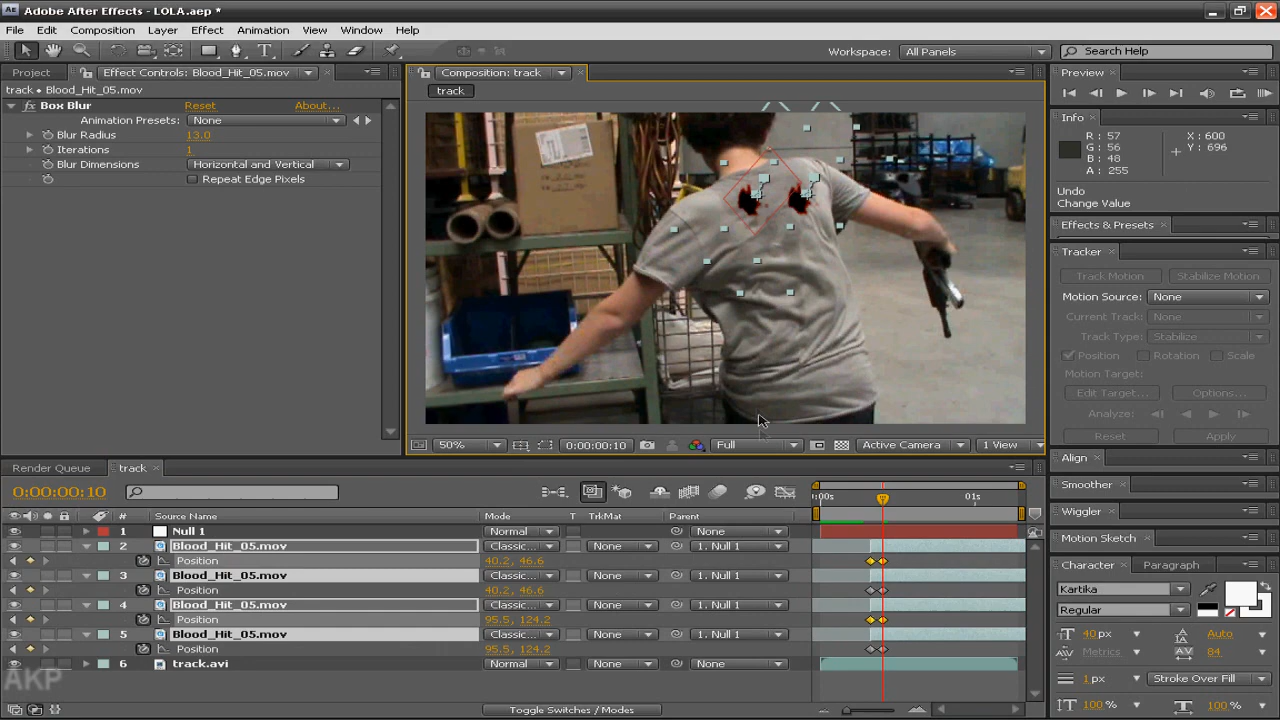 Adobe After Effects - LOLA.aep *
File Edit Composition Layer Effect Animation View Window Help
Workspace: All Panels Search Help
Project Effect Controls: Blood_Hit_05.mov
track • Blood_Hit_05.mov
Box Blur Reset About...
Animation Presets: None
Blur Radius 13.0
Iterations 1
Blur Dimensions Horizontal and Vertical
Repeat Edge Pixels
Composition: track
track
50% 0:00:00:10 Full Active Camera 1 View
Preview
Info
R : 57 X : 600
G : 56 Y : 696
B : 48
A : 255
Undo
Change Value
Effects & Presets
Tracker
Track Motion Stabilize Motion
Motion Source: None
Current Track: None
Track Type: Stabilize
Position Rotation Scale
Motion Target:
Edit Target... Options...
Analyze:
Reset Apply
Align
Smoother
Wiggler
Motion Sketch
Character Paragraph
Kartika
Regular
40 px Auto
Metrics 84
1 px Stroke Over Fill
100 % 100 %
Render Queue track
0:00:00:10
:00s 01s
# Source Name Mode T TrkMat Parent
1 Null 1 Normal None
2 Blood_Hit_05.mov Classic... None 1. Null 1
Position 40.2, 46.6
3 Blood_Hit_05.mov Classic... None 1. Null 1
Position 40.2, 46.6
4 Blood_Hit_05.mov Classic... None 1. Null 1
Position 95.5, 124.2
5 Blood_Hit_05.mov Classic... None 1. Null 1
Position 95.5, 124.2
6 track.avi Normal None None
AKP
Toggle Switches / Modes